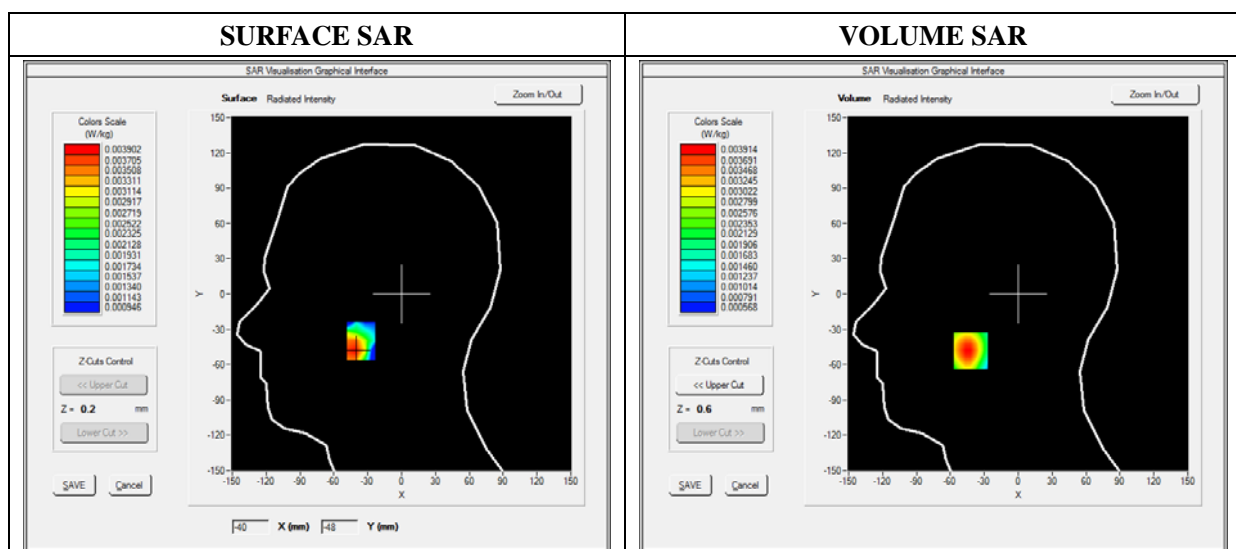 SURFACE SAR
VOLUME SAR
SAR Visualisation Graphical Interface
Surface Radiated Intensity
Zoom In/Out
Colors Scale
(W/kg)
0.003902
0.003705
0.003508
0.003311
0.003114
0.002917
0.002719
0.002522
0.002325
0.002128
0.001931
0.001734
0.001537
0.001340
0.001143
0.000946
Z-Cuts Control
<< Upper Cut
Z = 0.2 mm
Lower Cut >>
SAVE Cancel
150
120
90
60
30
Y 0
-30
-60
-90
-120
-150
-150 -120 -90 -60 -30 0 30 60 90 120 150
X
-40 X (mm) -48 Y (mm)
SAR Visualisation Graphical Interface
Volume Radiated Intensity
Zoom In/Out
Colors Scale
(W/kg)
0.003914
0.003691
0.003468
0.003245
0.003022
0.002799
0.002576
0.002353
0.002129
0.001906
0.001683
0.001460
0.001237
0.001014
0.000791
0.000568
Z-Cuts Control
<< Upper Cut
Z = 0.6 mm
Lower Cut >>
SAVE Cancel
150
120
90
60
30
Y 0
-30
-60
-90
-120
-150
-150 -120 -90 -60 -30 0 30 60 90 120 150
X